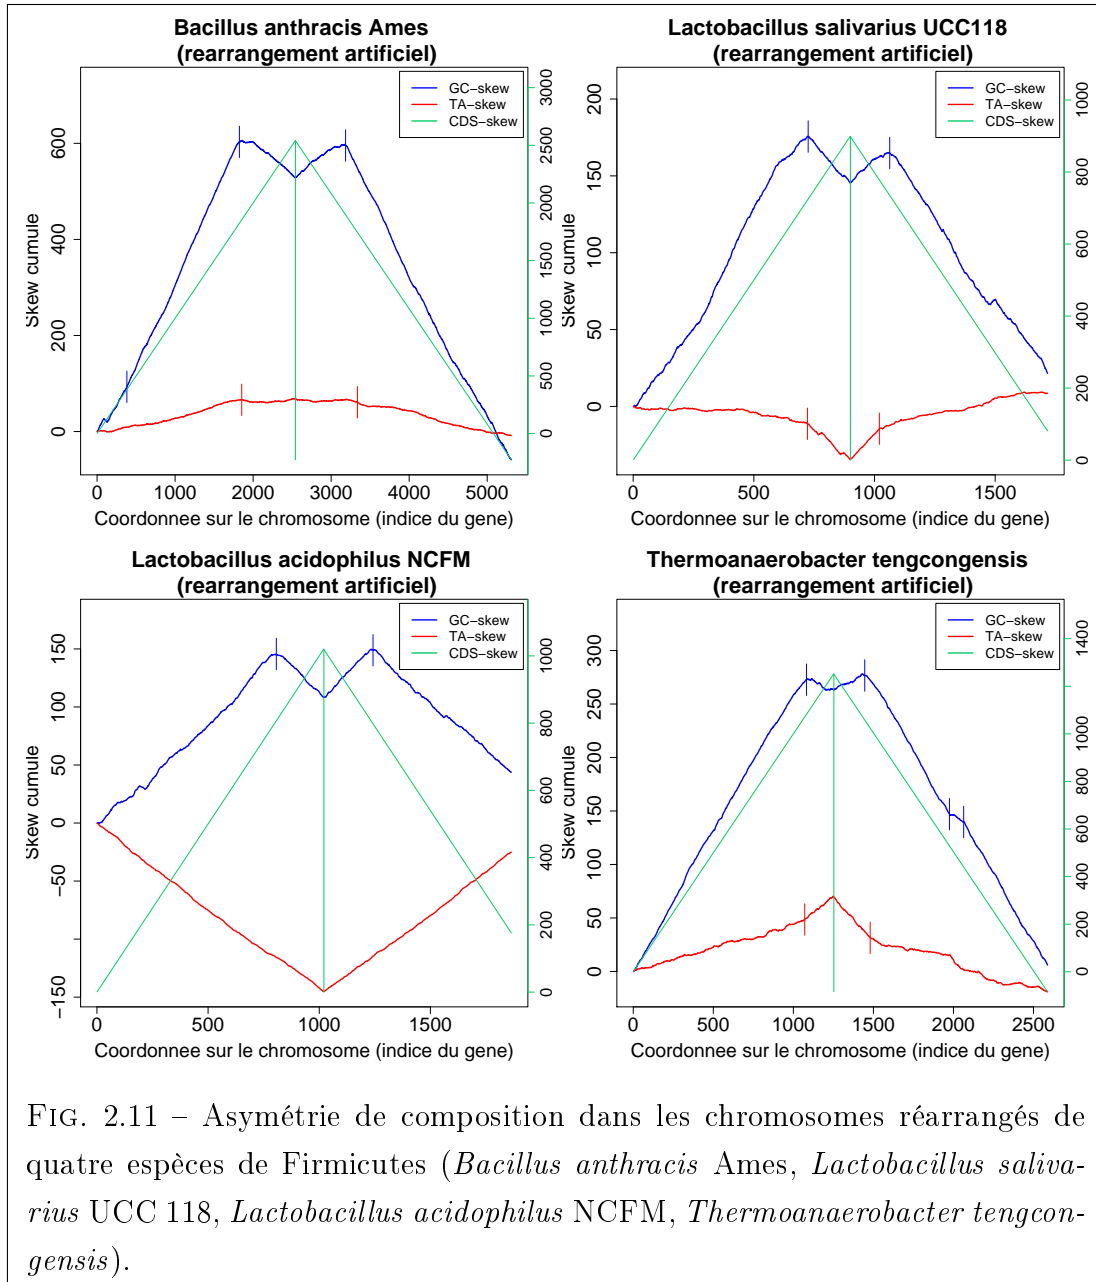 Bacillus anthracis Ames
(rearrangement artificiel)
GC−skew
TA−skew
CDS−skew
Skew cumule
0
200
400
600
0
500
1000
1500
2000
2500
3000
0
1000
2000
3000
4000
5000
Coordonnee sur le chromosome (indice du gene)
Lactobacillus salivarius UCC118
(rearrangement artificiel)
GC−skew
TA−skew
CDS−skew
Skew cumule
0
50
100
150
200
0
200
400
600
800
1000
0
500
1000
1500
Coordonnee sur le chromosome (indice du gene)
Lactobacillus acidophilus NCFM
(rearrangement artificiel)
GC−skew
TA−skew
CDS−skew
Skew cumule
−150
−50
0
50
100
150
0
200
400
600
800
1000
0
500
1000
1500
Coordonnee sur le chromosome (indice du gene)
Thermoanaerobacter tengcongensis
(rearrangement artificiel)
GC−skew
TA−skew
CDS−skew
Skew cumule
0
50
100
150
200
250
300
0
200
400
600
800
1000
1400
0
500
1000
1500
2000
2500
Coordonnee sur le chromosome (indice du gene)
FIG. 2.11 – Asymétrie de composition dans les chromosomes réarrangés de
quatre espèces de Firmicutes (Bacillus anthracis Ames, Lactobacillus saliva-
rius UCC 118, Lactobacillus acidophilus NCFM, Thermoanaerobacter tengcon-
gensis).